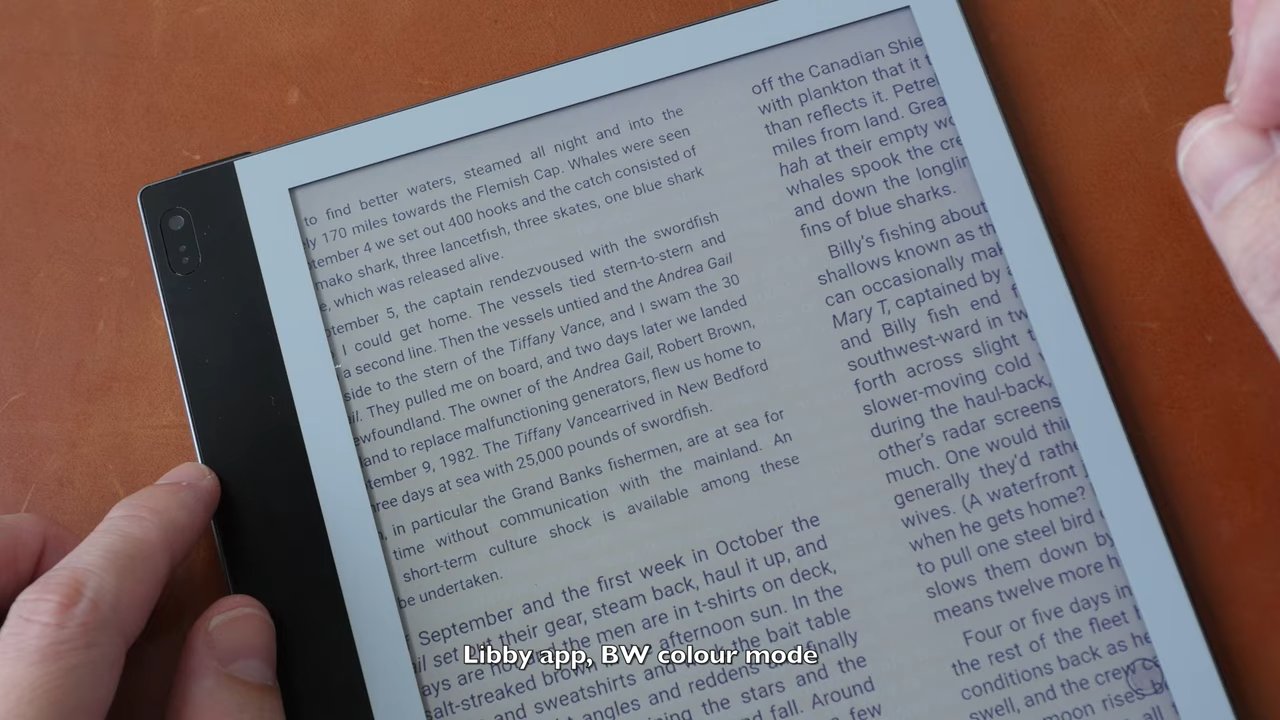 to find better waters, steamed all night and into the
170 miles towards the Flemish Cap. Whales were seen
tember 4 we set out 400 hooks and the catch consisted of
mako shark, three lancetfish, three skates, one blue shark
, which was released alive.
tember 5, the captain rendezvoused with the swordfish
I could get home. The vessels tied stern-to-stern and
a second line. Then the vessels untied and the Andrea Gail
side to the stern of the Tiffany Vance, and I swam the 30
They pulled me on board, and two days later we landed
ewfoundland. The owner of the Andrea Gail, Robert Brown,
and to replace malfunctioning generators, flew us home to
tember 9, 1982. The Tiffany Vancearrived in New Bedford
ree days at sea with 25,000 pounds of swordfish.
, in particular the Grand Banks fishermen, are at sea for
time without communication with the mainland. An
short-term culture shock is available among these
be undertaken.
September and the first week in October the
set out their gear, steam back, haul it up, and
the men are in t-shirts on deck,
alt-streaked brow afternoon sun. In the
and sweatshirts and the bait table
angles and reddens
the stars and the
fall. Around
few
off the Canadian Shie
with plankton that it
than reflects it. Petre
miles from land. Grea
hah at their empty wo
whales spook the cre
and down the longlin
fins of blue sharks.
Billy's fishing about
shallows known as th
can occasionally mak
Mary T, captained by a
and Billy fish end
southwest-ward in tw
forth across slight
slower-moving cold
during the haul-back,
other's radar screens
much. One would thin
generally they'd rathe
wives. (A waterfront
when he gets home?
to pull one steel bird
slows them down by
means twelve more h
Four or five days in
the rest of the fleet
conditions back as he
swell, and the crew
moon rises
Libby app, BW colour mode